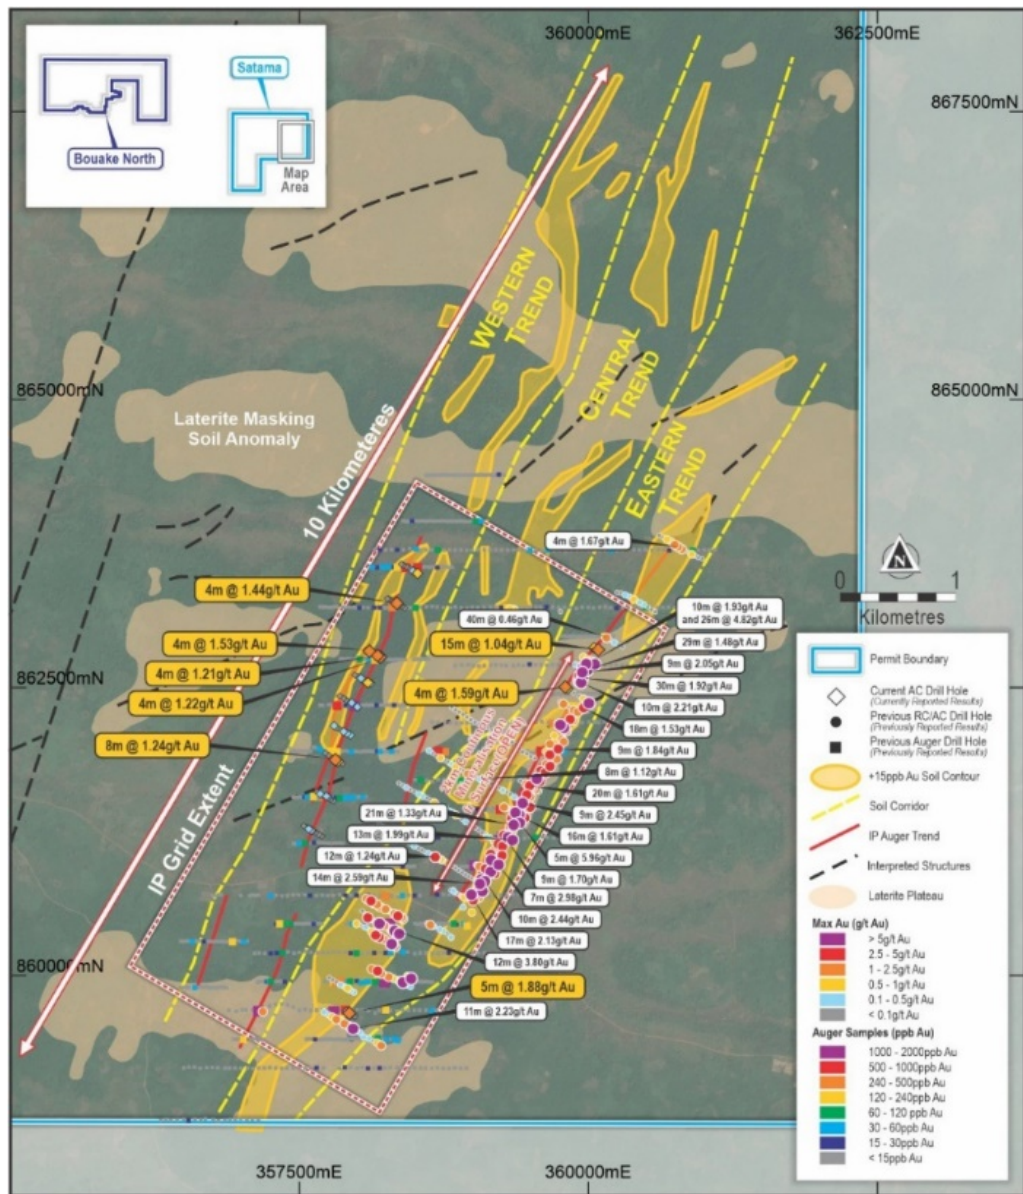 360000mE
362500mE
867500mN
Satama
Bouake North
Map
Area
WESTERN
TREND
865000mN
865000mN
CENTRAL
TREND
Laterite Masking
Soil Anomaly
10 Kilometeres
EASTERN
TREND
4m @ 1.67g/t Au
N
0 1
Kilometres
4m @ 1.44g/t Au
40m @ 0.46g/t Au
10m @ 1.93g/t Au
and 26m @ 4.82g/t Au
4m @ 1.53g/t Au
15m @ 1.04g/t Au
29m @ 1.48g/t Au
4m @ 1.21g/t Au
9m @ 2.05g/t Au
862500mN
4m @ 1.22g/t Au
4m @ 1.59g/t Au
30m @ 1.92g/t Au
10m @ 2.21g/t Au
8m @ 1.24g/t Au
18m @ 1.53g/t Au
9m @ 1.84g/t Au
Mineralisation
8m @ 1.12g/t Au
20m @ 1.61g/t Au
21m @ 1.33g/t Au
9m @ 2.45g/t Au
13m @ 1.99g/t Au
16m @ 1.61g/t Au
12m @ 1.24g/t Au
5m @ 5.96g/t Au
14m @ 2.59g/t Au
9m @ 1.70g/t Au
7m @ 2.98g/t Au
IP Grid Extent
10m @ 2.44g/t Au
17m @ 2.13g/t Au
860000mN
12m @ 3.80g/t Au
5m @ 1.88g/t Au
11m @ 2.23g/t Au
Permit Boundary
Current AC Drill Hole
(Currently Reported Results)
Previous RC/AC Drill Hole
(Previously Reported Results)
Previous Auger Drill Hole
(Previously Reported Results)
+15ppb Au Soil Contour
Soil Corridor
IP Auger Trend
Interpreted Structures
Laterite Plateau
Max Au (g/t Au)
> 5g/t Au
2.5 - 5g/t Au
1 - 2.5g/t Au
0.5 - 1g/t Au
0.1 - 0.5g/t Au
< 0.1g/t Au
Auger Samples (ppb Au)
1000 - 2000ppb Au
500 - 1000ppb Au
240 - 500ppb Au
120 - 240ppb Au
60 - 120 ppb Au
30 - 60ppb Au
15 - 30ppb Au
< 15ppb Au
357500mE
360000mE